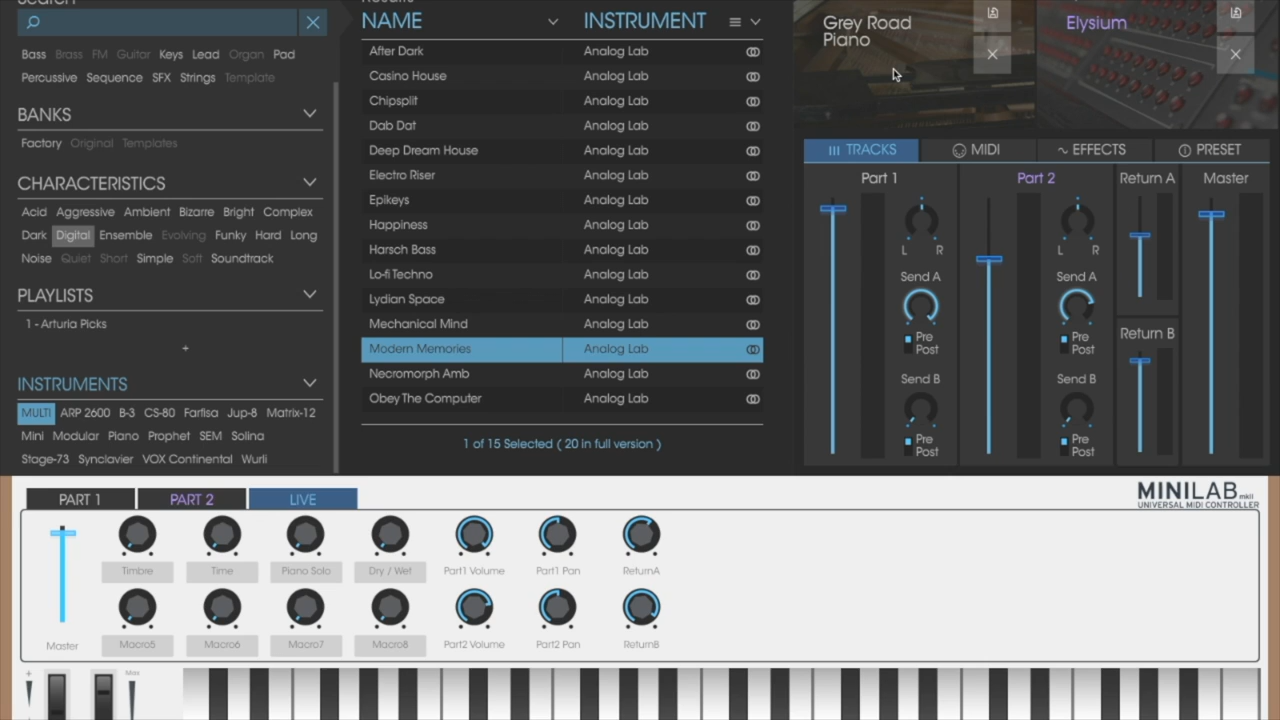 Search
Bass Brass FM Guitar Keys Lead Organ Pad
Percussive Sequence SFX Strings Template
BANKS
Factory Original Templates
CHARACTERISTICS
Acid Aggressive Ambient Bizarre Bright Complex
Dark Digital Ensemble Evolving Funky Hard Long
Noise Quiet Short Simple Soft Soundtrack
PLAYLISTS
1 - Arturia Picks
+
INSTRUMENTS
MULTI ARP 2600 B-3 CS-80 Farfisa Jup-8 Matrix-12
Mini Modular Piano Prophet SEM Solina
Stage-73 Synclavier VOX Continental Wurli
Results
NAME INSTRUMENT
After Dark Analog Lab
Casino House Analog Lab
Chipsplit Analog Lab
Dab Dat Analog Lab
Deep Dream House Analog Lab
Electro Riser Analog Lab
Epikeys Analog Lab
Happiness Analog Lab
Harsch Bass Analog Lab
Lo-fi Techno Analog Lab
Lydian Space Analog Lab
Mechanical Mind Analog Lab
Modern Memories Analog Lab
Necromorph Amb Analog Lab
Obey The Computer Analog Lab
1 of 15 Selected ( 20 in full version )
Grey Road
Piano
Elysium
TRACKS MIDI EFFECTS PRESET
Part 1 Part 2 Return A Master
L R L R
Send A Send A
Pre Pre
Post Post
Return B
Send B Send B
Pre Pre
Post Post
PART 1 PART 2 LIVE
MINILAB mkII
UNIVERSAL MIDI CONTROLLER
Timbre Time Piano Solo Dry / Wet Part1 Volume Part1 Pan ReturnA
Master Macro5 Macro6 Macro7 Macro8 Part2 Volume Part2 Pan ReturnB
+ Max